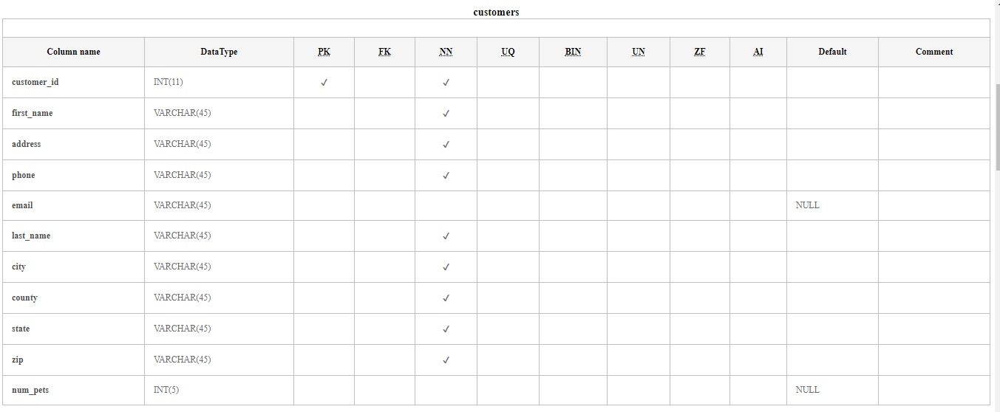 customers
Column name DataType PK FK NN UQ BIN UN ZF AI Default Comment
customer_id INT(11) ✓ ✓
first_name VARCHAR(45) ✓
address VARCHAR(45) ✓
phone VARCHAR(45) ✓
email VARCHAR(45) NULL
last_name VARCHAR(45) ✓
city VARCHAR(45) ✓
county VARCHAR(45) ✓
state VARCHAR(45) ✓
zip VARCHAR(45) ✓
num_pets INT(5) NULL